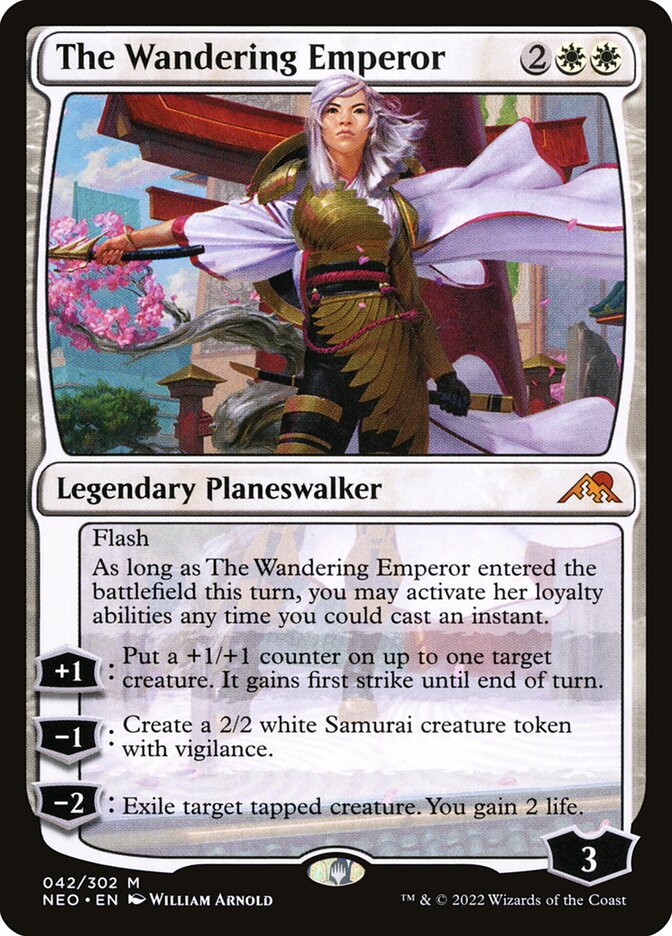 The Wandering Emperor 2
Legendary Planeswalker
Flash
As long as The Wandering Emperor entered the
battlefield this turn, you may activate her loyalty
abilities any time you could cast an instant.
+1 : Put a +1/+1 counter on up to one target
creature. It gains first strike until end of turn.
−1 : Create a 2/2 white Samurai creature token
with vigilance.
−2 : Exile target tapped creature. You gain 2 life.
3
042/302 M
NEO • EN William Arnold ™ & © 2022 Wizards of the Coast